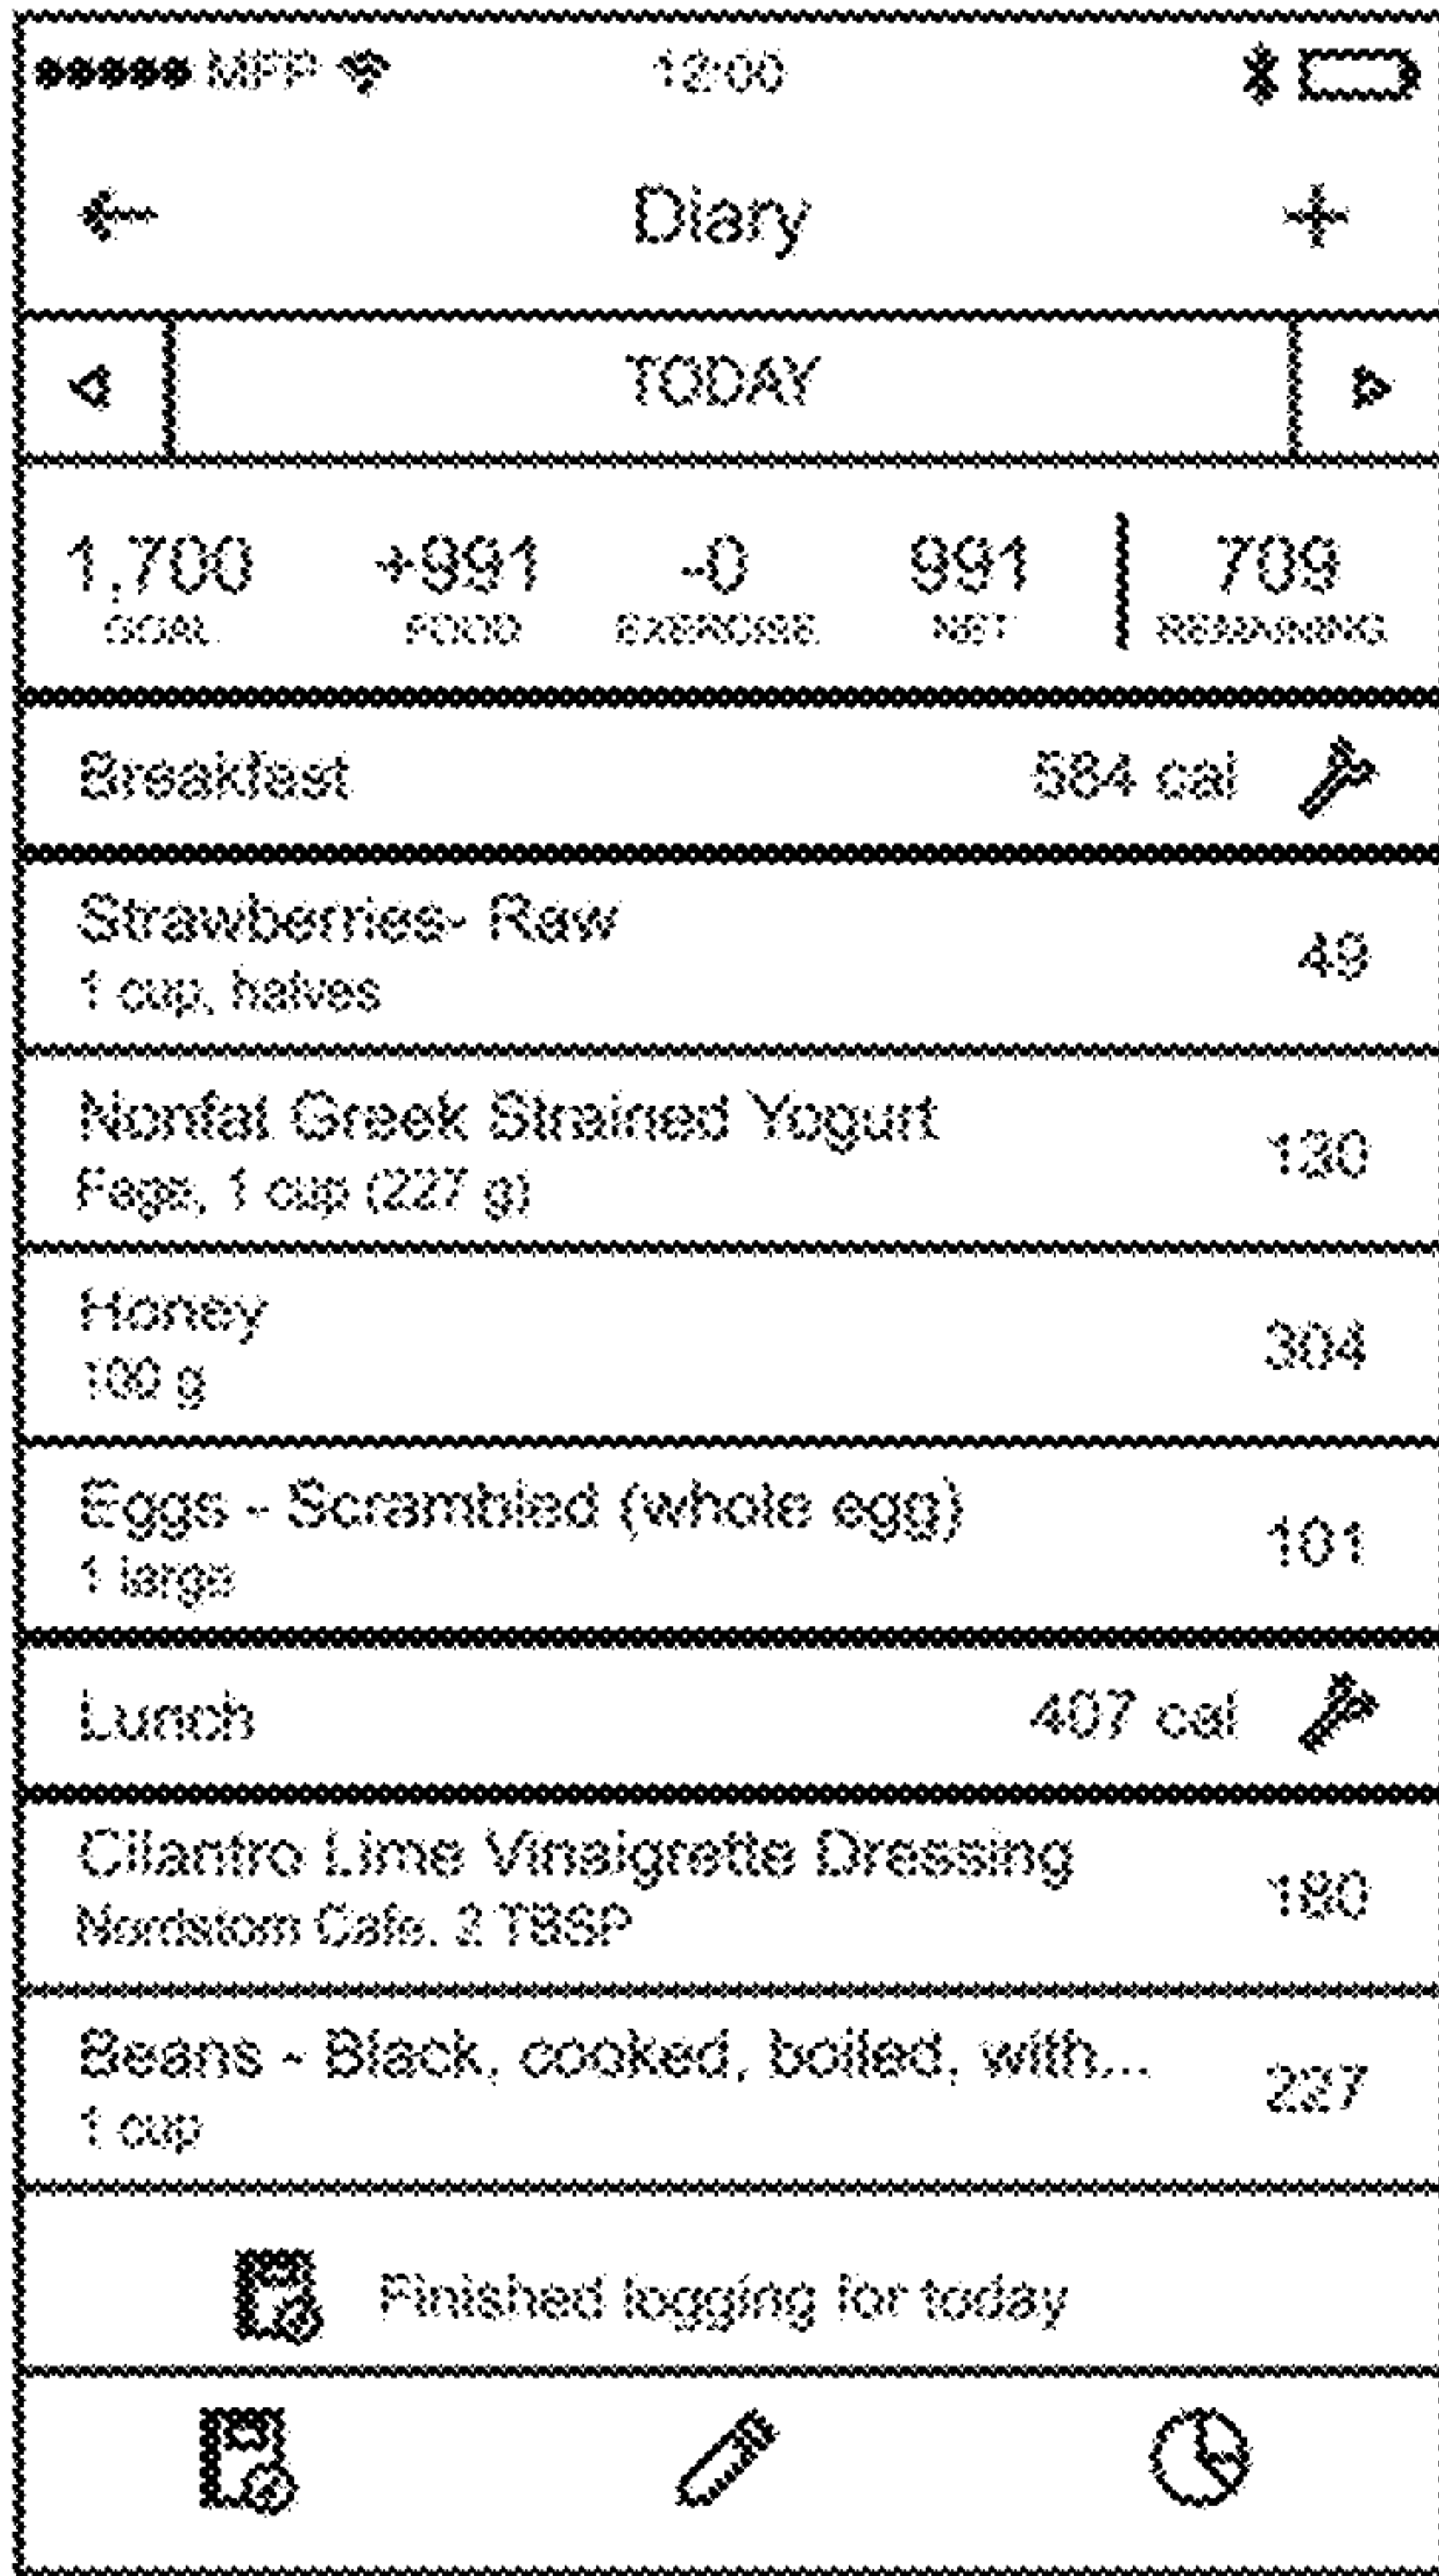 MFP 12:00
Diary
TODAY
1,700 +991 -0 991 709
GOAL FOOD EXERCISE NET REMAINING
Breakfast 584 cal
Strawberries- Raw 49
1 cup, halves
Nonfat Greek Strained Yogurt 130
Fage, 1 cup (227 g)
Honey 304
100 g
Eggs - Scrambled (whole egg) 101
1 large
Lunch 407 cal
Cilantro Lime Vinaigrette Dressing 180
Nordstom Cafe. 2 TBSP
Beans - Black, cooked, boiled, with... 227
1 cup
Finished logging for today